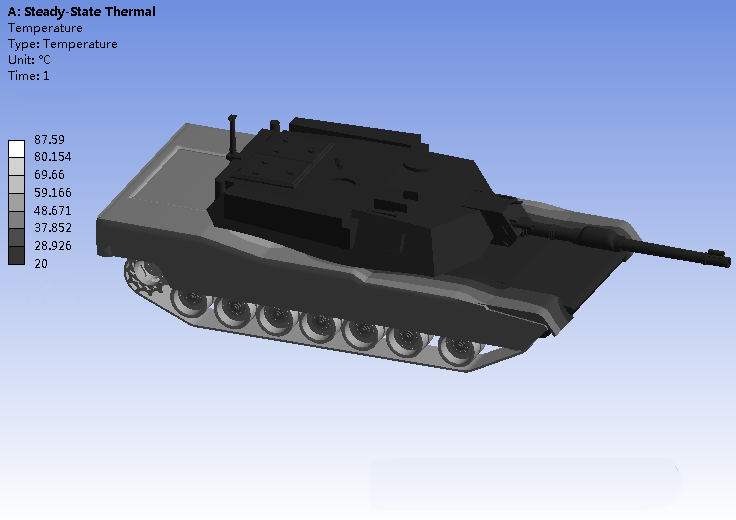 A: Steady-State Thermal
Temperature
Type: Temperature
Unit: °C
Time: 1
87.59
80.154
69.66
59.166
48.671
37.852
28.926
20